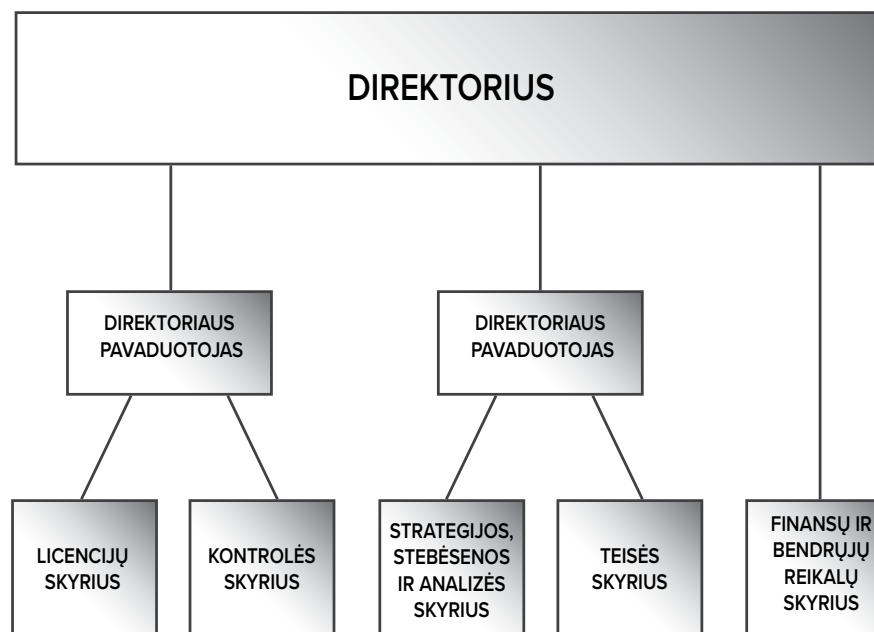 DIREKTORIUS
DIREKTORIAUS
PAVADUOTOJAS
DIREKTORIAUS
PAVADUOTOJAS
LICENCIJŲ
SKYRIUS
KONTROLĖS
SKYRIUS
STRATEGIJOS,
STEBĖSENOS
IR ANALIZĖS
SKYRIUS
TEISĖS
SKYRIUS
FINANSŲ IR
BENDRŲJŲ
REIKALŲ
SKYRIUS